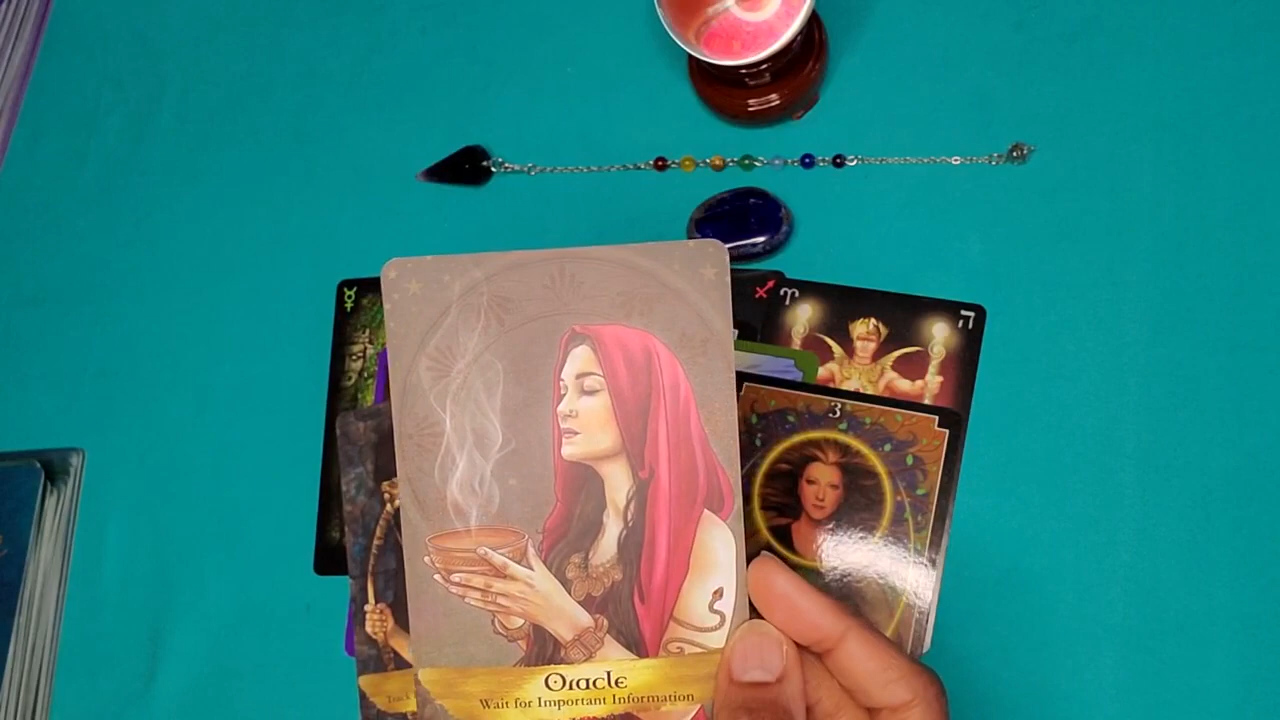 ה
3
Oracle
Wait for Important Information